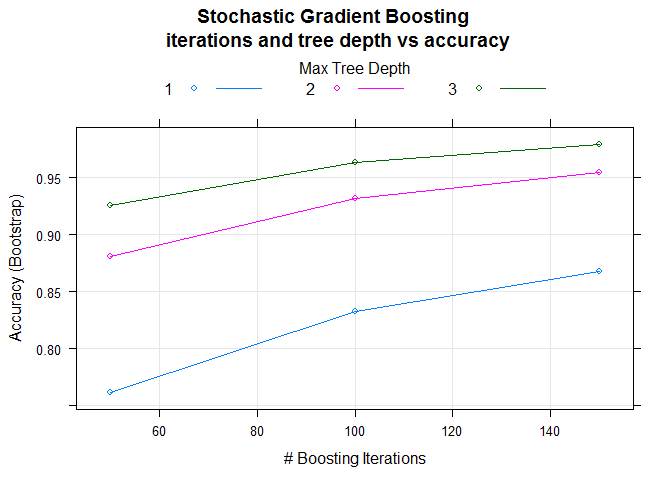 Stochastic Gradient Boosting
iterations and tree depth vs accuracy
Max Tree Depth
1 2 3
0.95
0.90
0.85
0.80
Accuracy (Bootstrap)
60 80 100 120 140
# Boosting Iterations